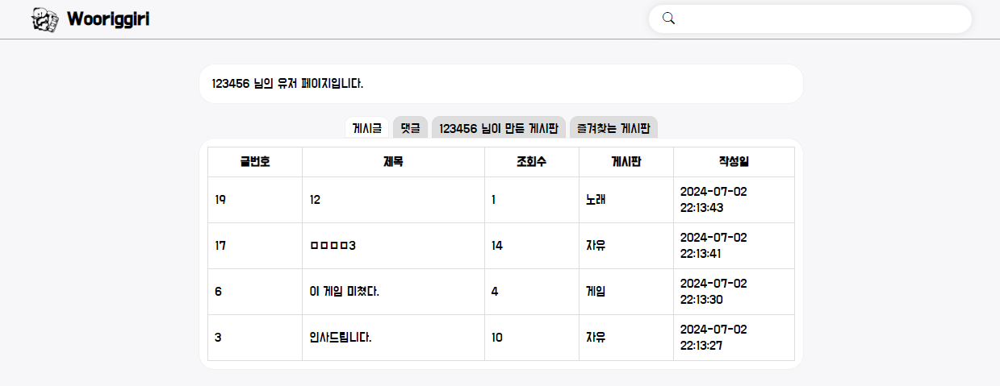 Wooriggiri
123456 님의 유저 페이지입니다.
게시글 댓글 123456 님이 만든 게시판 즐겨찾는 게시판
글번호 제목 조회수 게시판 작성일
19 12 1 노래 2024-07-02
22:13:43
17 ㅁㅁㅁㅁ3 14 자유 2024-07-02
22:13:41
6 이 게임 미쳤다. 4 게임 2024-07-02
22:13:30
3 인사드립니다. 10 자유 2024-07-02
22:13:27